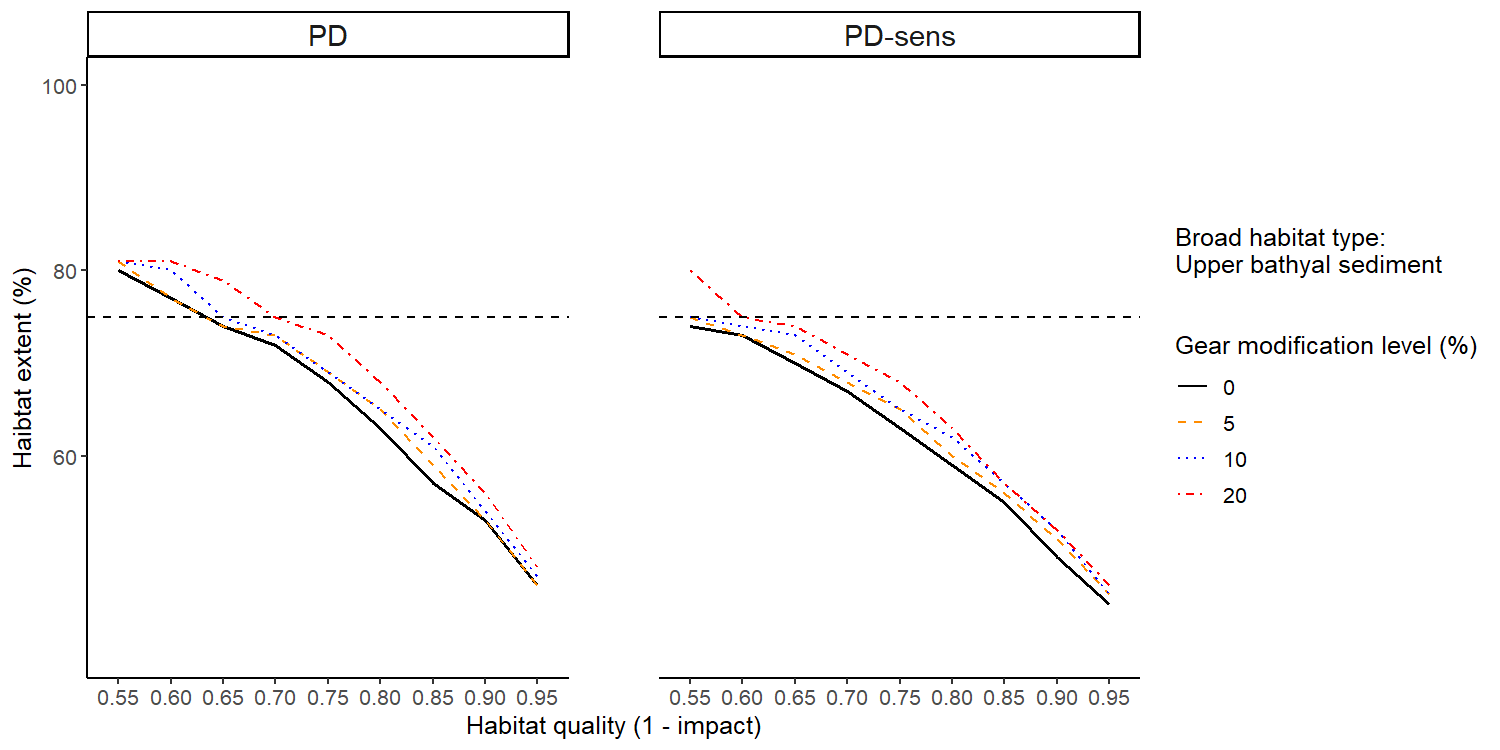 PD
PD-sens
100
80
60
Haibtat extent (%)
0.55 0.60 0.65 0.70 0.75 0.80 0.85 0.90 0.95
0.55 0.60 0.65 0.70 0.75 0.80 0.85 0.90 0.95
Habitat quality (1 - impact)
Broad habitat type:
Upper bathyal sediment
Gear modification level (%)
0
5
10
20